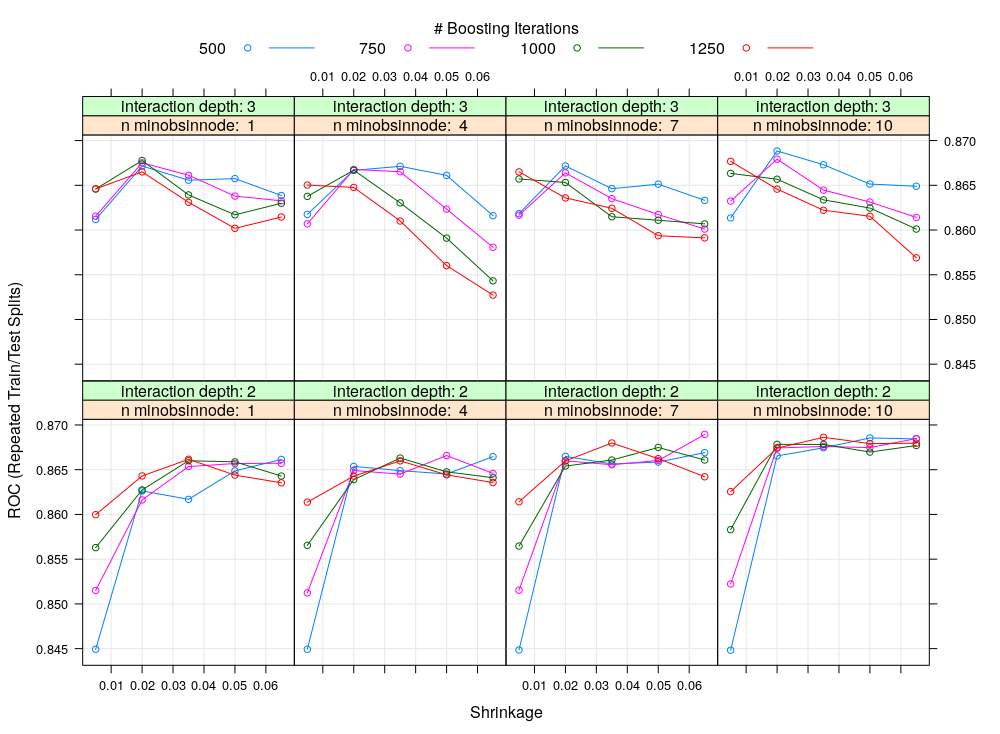 # Boosting Iterations
500 750 1000 1250
0.01 0.02 0.03 0.04 0.05 0.06 0.01 0.02 0.03 0.04 0.05 0.06
interaction depth: 3 interaction depth: 3 interaction depth: 3 interaction depth: 3
n minobsinnode: 1 n minobsinnode: 4 n minobsinnode: 7 n minobsinnode: 10
0.870
0.865
0.860
0.855
0.850
0.845
interaction depth: 2 interaction depth: 2 interaction depth: 2 interaction depth: 2
n minobsinnode: 1 n minobsinnode: 4 n minobsinnode: 7 n minobsinnode: 10
0.870
0.865
0.860
0.855
0.850
0.845
0.01 0.02 0.03 0.04 0.05 0.06 0.01 0.02 0.03 0.04 0.05 0.06
Shrinkage
ROC (Repeated Train/Test Splits)